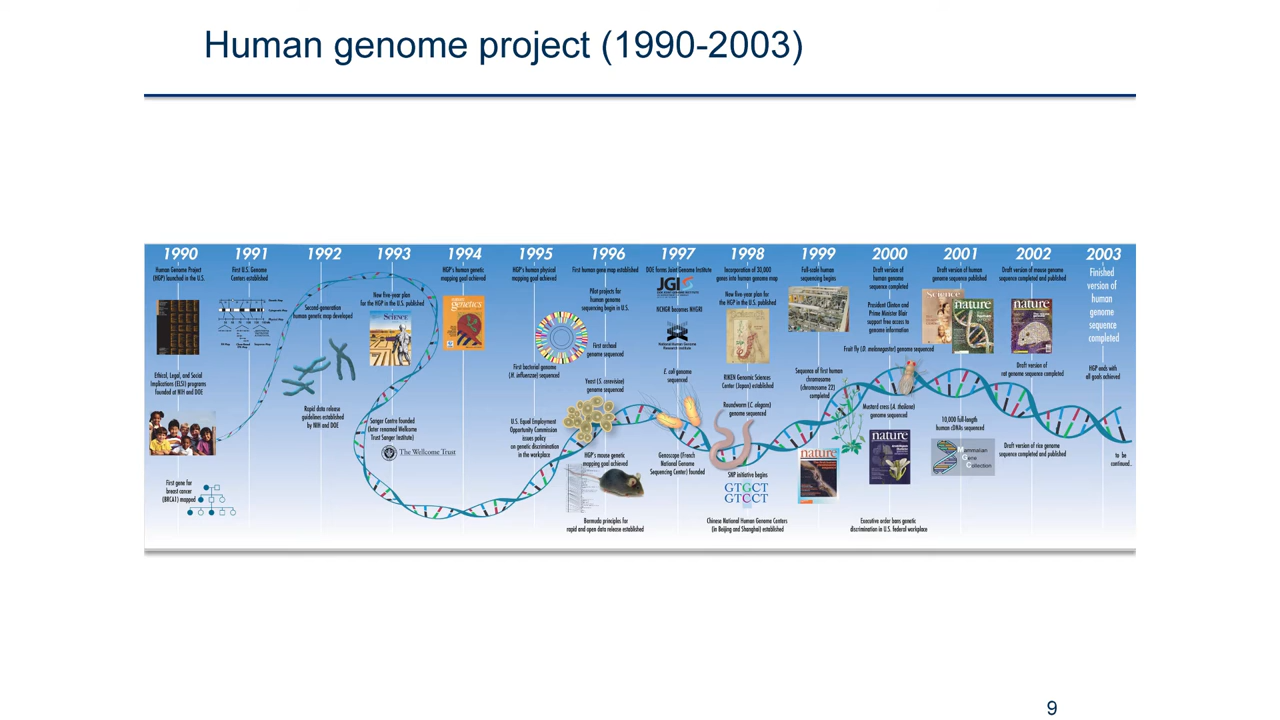 Human genome project (1990-2003)
1990
Human Genome Project
(HGP) launched in the U.S.
Ethical, Legal, and Social
Implications (ELSI) programs
founded at NIH and DOE
First gene for
breast cancer
(BRCA1) mapped
1991
First U.S. Genome
Centers established
1992
Second-generation
human genetic map developed
Rapid data release
guidelines established
by NIH and DOE
1993
New five-year plan
for the HGP in the U.S. published
Science
Sanger Centre founded
(later renamed Wellcome
Trust Sanger Institute)
The Wellcome Trust
1994
HGP's human genetic
mapping goal achieved
genetics
1995
HGP's human physical
mapping goal achieved
First bacterial genome
(H. influenzae) sequenced
U.S. Equal Employment
Opportunity Commission
issues policy
on genetic discrimination
in the workplace
1996
First human gene map established
Pilot projects for
human genome
sequencing begin in U.S.
First archaeal
genome sequenced
Yeast (S. cerevisiae)
genome sequenced
HGP's mouse genetic
mapping goal achieved
Bermuda principles for
rapid and open data release established
1997
DOE forms Joint Genome Institute
JGI
NCHGR becomes NHGRI
National Human Genome
Research Institute
E. coli genome
sequenced
Genoscope (French
National Genome
Sequencing Center) founded
1998
Incorporation of 30,000
genes into human genome map
New five-year plan for
the HGP in the U.S. published
RIKEN Genomic Sciences
Center (Japan) established
Roundworm (C. elegans)
genome sequenced
SNP initiative begins
GTGCT
GTCCT
Chinese National Human Genome Centers
(in Beijing and Shanghai) established
1999
Full-scale human
sequencing begins
Sequence of first human
chromosome
(chromosome 22)
completed
nature
2000
Draft version of
human genome
sequence completed
President Clinton and
Prime Minister Blair
support free access to
genome information
Fruit fly (D. melanogaster) genome sequenced
Mustard cress (A. thaliana)
genome sequenced
nature
Executive order bans genetic
discrimination in U.S. federal workplace
2001
Draft version of human
genome sequence published
Science
nature
10,000 full-length
human cDNAs sequenced
Mammalian
Gene
Collection
2002
Draft version of mouse genome
sequence completed and published
nature
Draft version of
rat genome sequence completed
Draft version of rice genome
sequence completed and published
2003
Finished
version of
human
genome
sequence
completed
HGP ends with
all goals achieved
to be
continued...
9